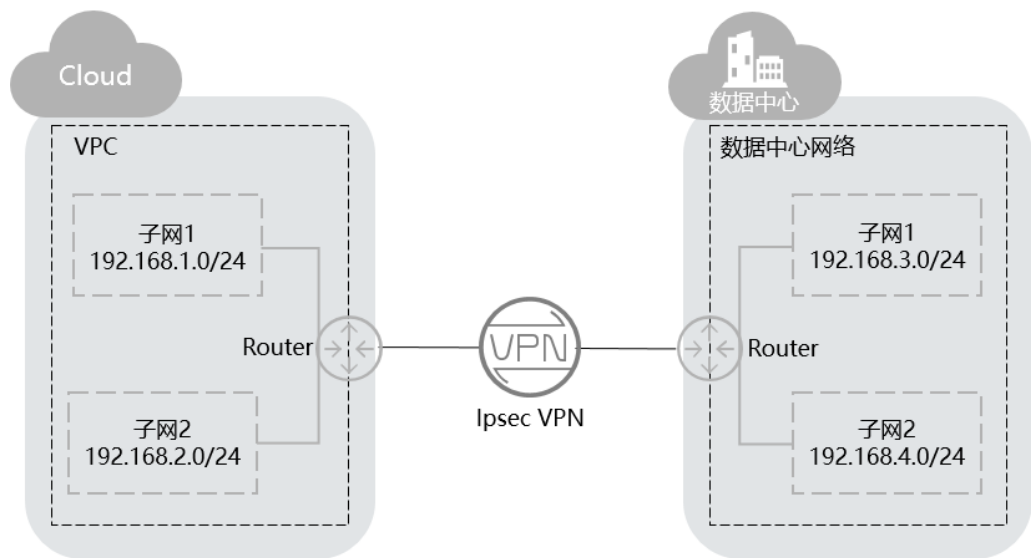 Cloud
VPC
子网1
192.168.1.0/24
Router
子网2
192.168.2.0/24
VPN
Ipsec VPN
数据中心
数据中心网络
子网1
192.168.3.0/24
Router
子网2
192.168.4.0/24